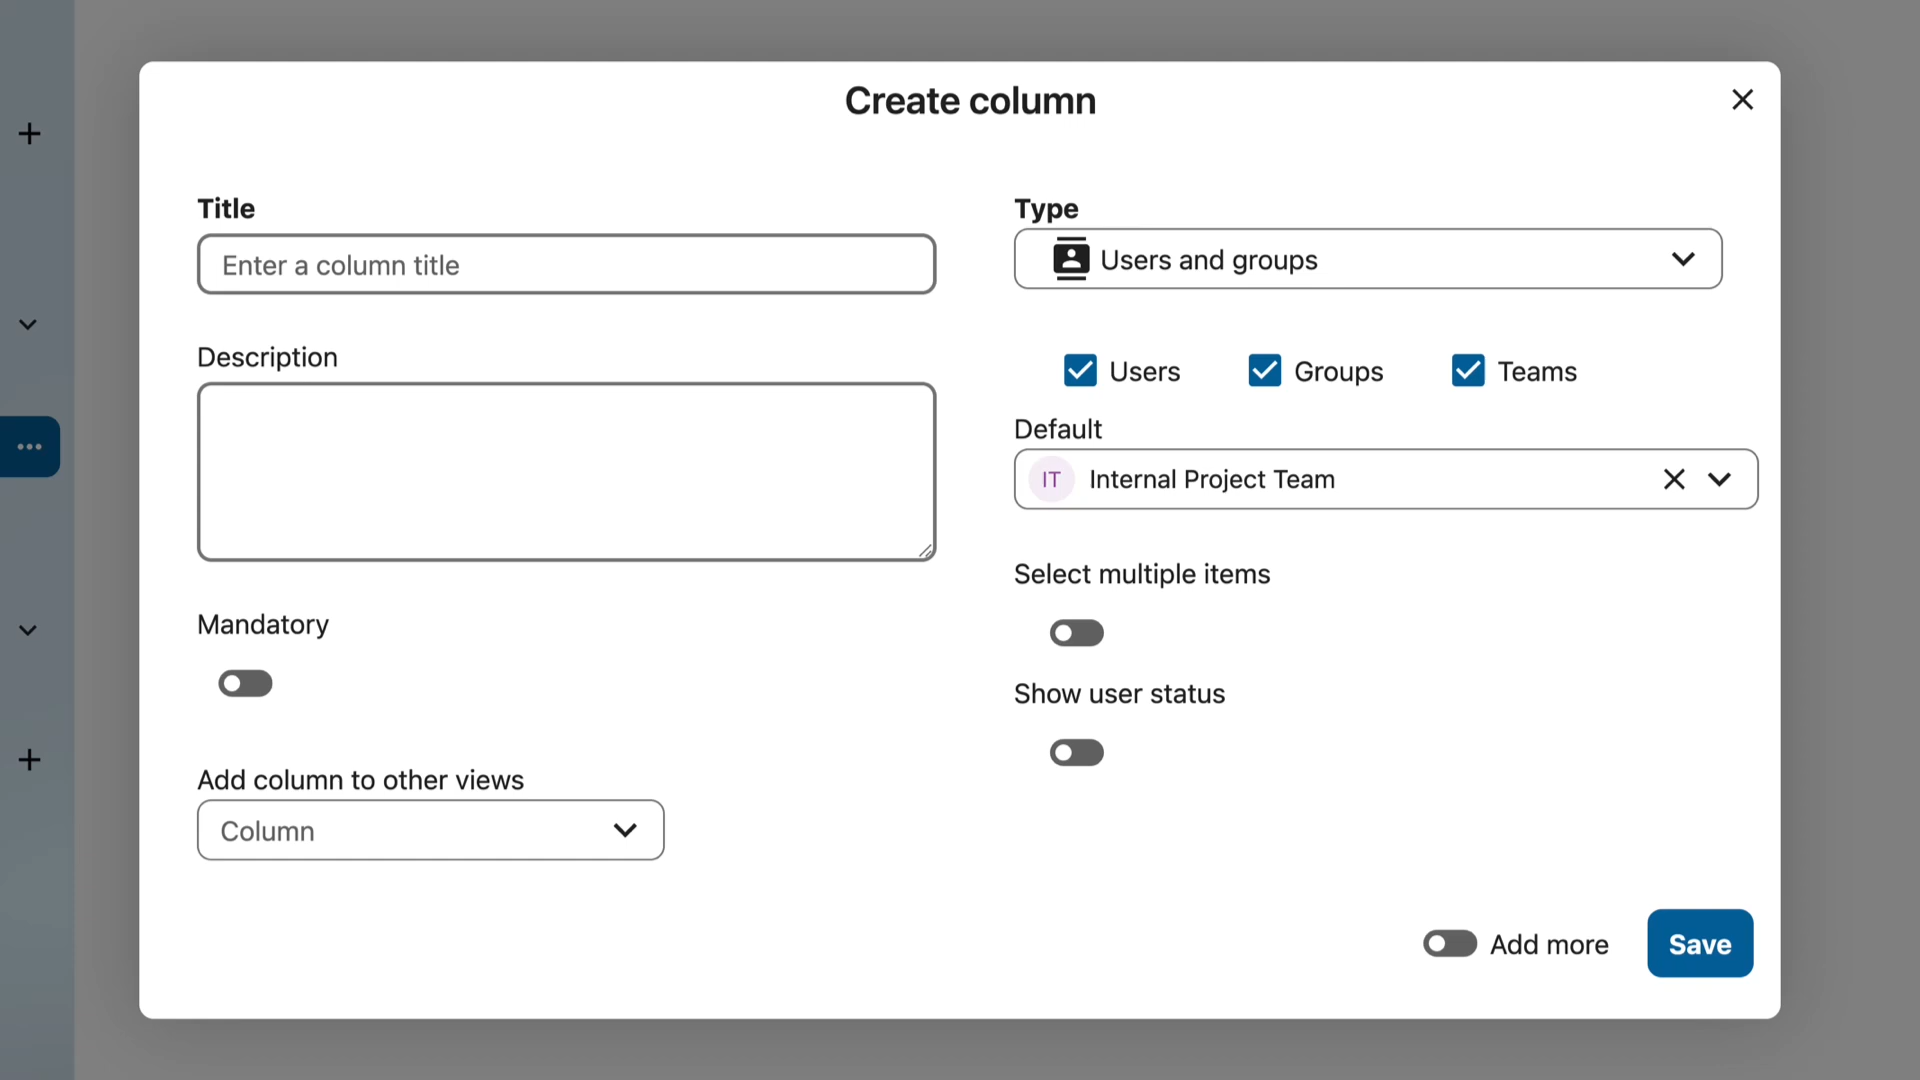 Create column
Title
Enter a column title
Description
Mandatory
Add column to other views
Column
Type
Users and groups
Users
Groups
Teams
Default
IT Internal Project Team
Select multiple items
Show user status
Add more
Save